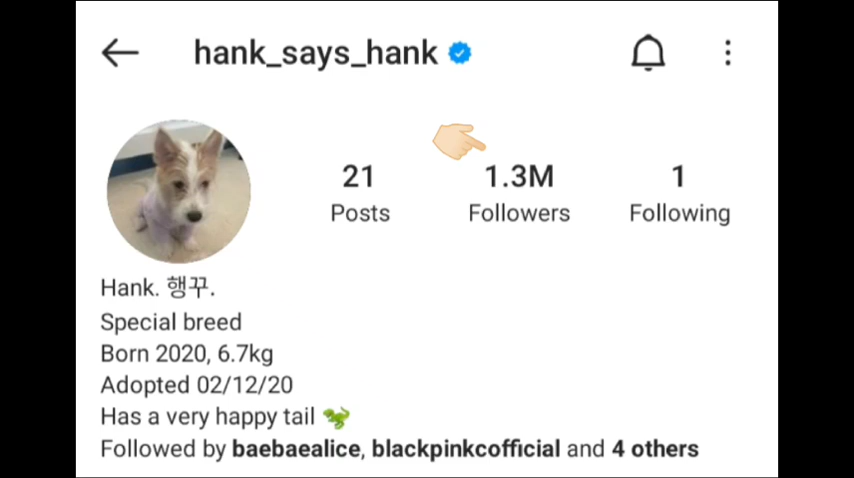 hank_says_hank
21 1.3M 1
Posts Followers Following
Hank. 행꾸.
Special breed
Born 2020, 6.7kg
Adopted 02/12/20
Has a very happy tail 🦖
Followed by baebaealice, blackpinkcofficial and 4 others